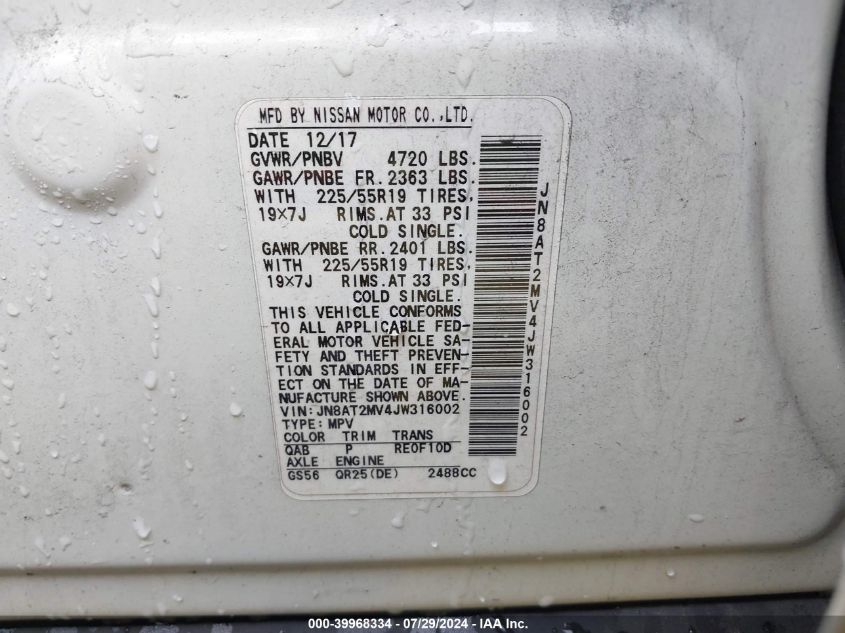 MFD BY NISSAN MOTOR CO.,LTD.
DATE 12/17
GVWR/PNBV 4720 LBS.
GAWR/PNBE FR. 2363 LBS.
WITH 225/55R19 TIRES,
19×7J RIMS.AT 33 PSI
COLD SINGLE.
GAWR/PNBE RR. 2401 LBS.
WITH 225/55R19 TIRES,
19×7J RIMS.AT 33 PSI
COLD SINGLE.
THIS VEHICLE CONFORMS
TO ALL APPLICABLE FED-
ERAL MOTOR VEHICLE SA-
FETY AND THEFT PREVEN-
TION STANDARDS IN EFF-
ECT ON THE DATE OF MA-
NUFACTURE SHOWN ABOVE.
VIN:JN8AT2MV4JW316002
TYPE:MPV
COLOR TRIM TRANS
QAB P RE0F10D
AXLE ENGINE
GS56 QR25(DE) 2488CC
JN8AT2MV4JW316002
000-39968334 - 07/29/2024 - IAA Inc.